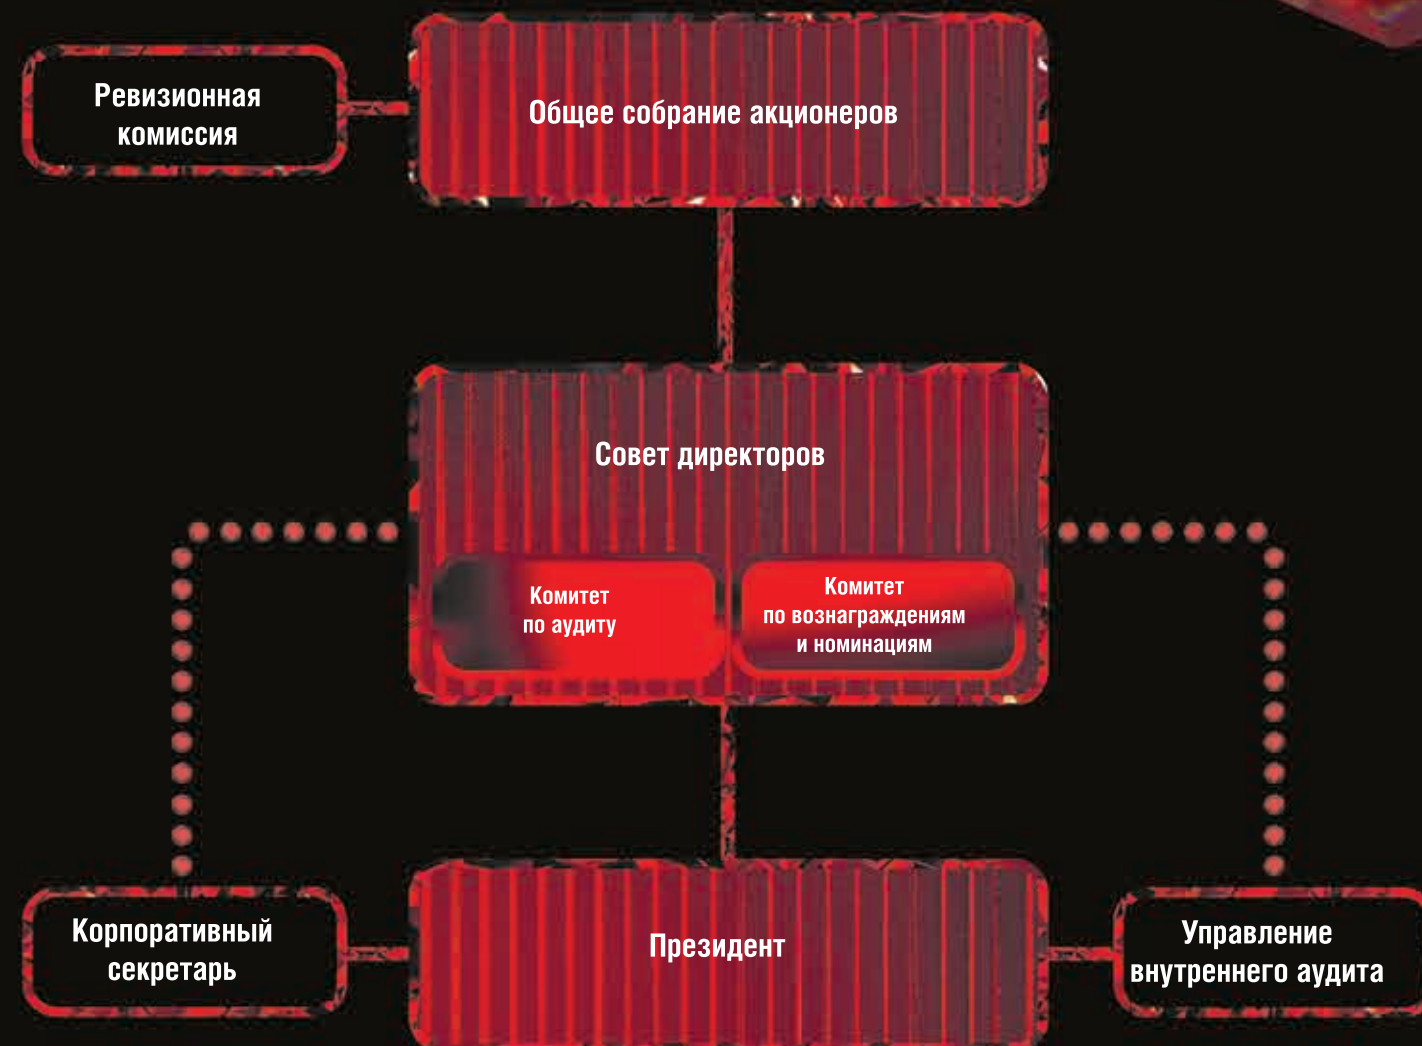 Ревизионная
комиссия
Общее собрание акционеров
Совет директоров
Комитет
по аудиту
Комитет
по вознаграждениям
и номинациям
Корпоративный
секретарь
Президент
Управление
внутреннего аудита